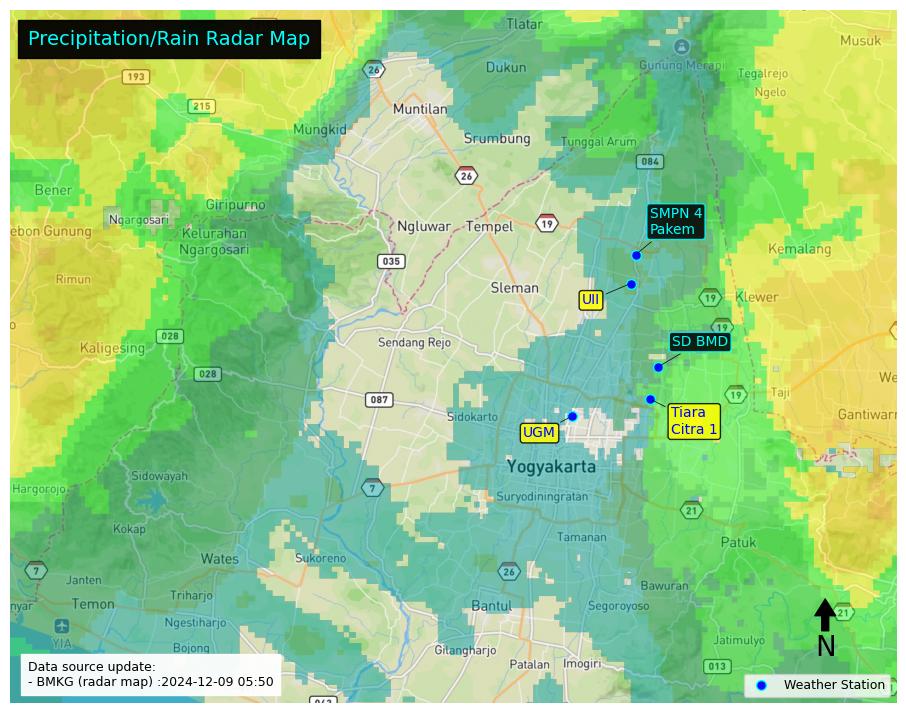 Precipitation/Rain Radar Map
Tlatar
Musuk
26
Gunung Merapi
193
Dukun
Tegalrejo
Ngelo
215
Muntilan
Mungkid
Srumbung
Tunggal Arum
084
26
Bener
Giripurno
SMPN 4
Pakem
Ngargosari
Ngluwar
Tempel
19
ebon Gunung
Kelurahan
Ngargosari
Kemalang
035
Rimun
Sleman
UII
19
Klewer
19
028
Kaligesing
Sendang Rejo
SD BMD
028
We
087
19
Taji
Sidokarto
Tiara
Citra 1
Gantiwarn
UGM
Yogyakarta
Sidowayah
Hargorojo
7
Suryodiningratan
21
Kokap
Tamanan
Patuk
Wates
Sukoreno
7
26
Janten
Bawuran
nyar
Temon
Triharjo
Bantul
Segoroyoso
21
Ngestiharjo
YIA
N
Bojong
Gitangharjo
Jatimulyo
Patalan
Imogiri
013
Data source update:
- BMKG (radar map) :2024-12-09 05:50
Weather Station